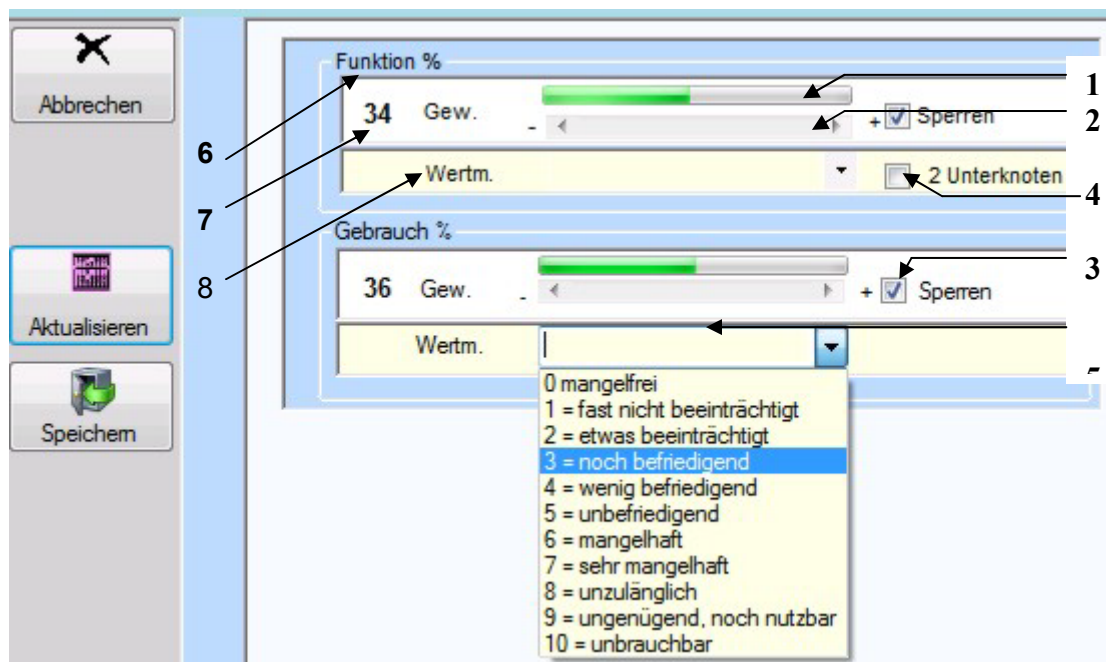 Abbrechen
Aktualisieren
Speichern
Funktion %
34 Gew. - + Sperren
Wertm. 2 Unterknoten
Gebrauch %
36 Gew. - + Sperren
Wertm.
0 mangelfrei
1 = fast nicht beeinträchtigt
2 = etwas beeinträchtigt
3 = noch befriedigend
4 = wenig befriedigend
5 = unbefriedigend
6 = mangelhaft
7 = sehr mangelhaft
8 = unzulänglich
9 = ungenügend, noch nutzbar
10 = unbrauchbar
6
7
8
1
2
4
3